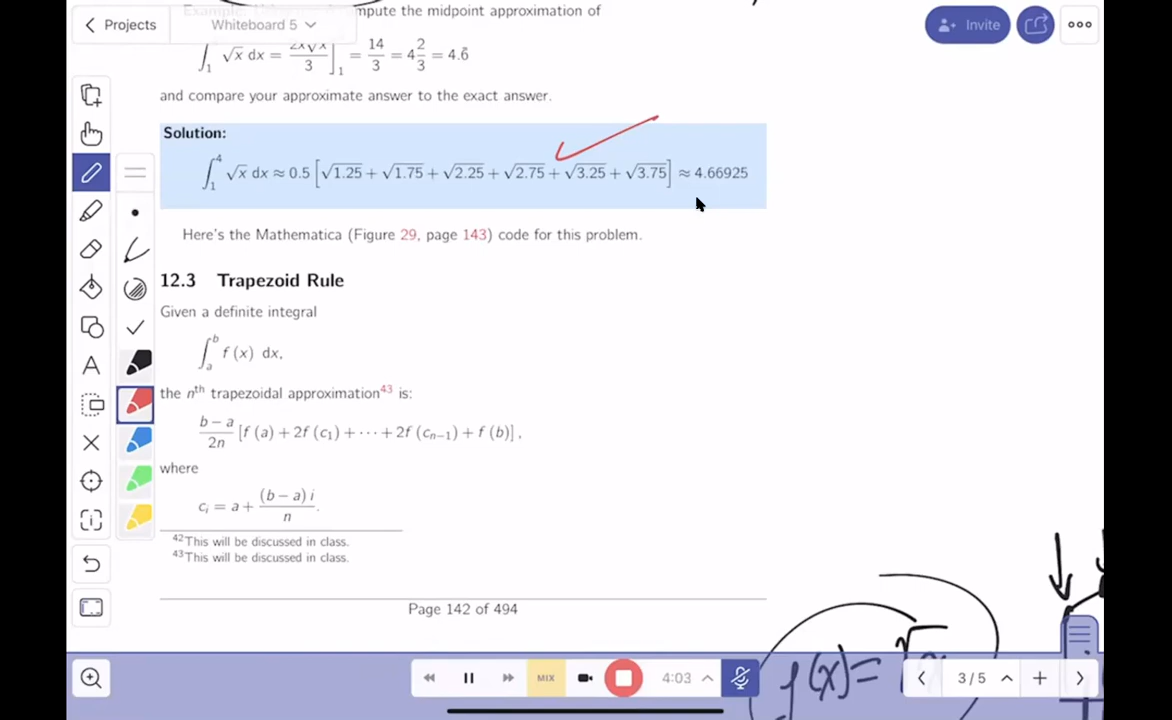 Projects
Whiteboard 5
Invite
compute the midpoint approximation of
∫₁ √x dx = 2x√x/3 ]₁ = 14/3 = 4 2/3 = 4.6̄
and compare your approximate answer to the exact answer.
Solution:
∫₁⁴ √x dx ≈ 0.5 [√1.25 + √1.75 + √2.25 + √2.75 + √3.25 + √3.75] ≈ 4.66925
Here's the Mathematica (Figure 29, page 143) code for this problem.
12.3 Trapezoid Rule
Given a definite integral
∫ₐᵇ f (x) dx,
the nᵗʰ trapezoidal approximation⁴³ is:
(b − a)/2n [f (a) + 2f (c₁) + · · · + 2f (cₙ₋₁) + f (b)] ,
where
cᵢ = a + (b − a) i / n.
⁴²This will be discussed in class.
⁴³This will be discussed in class.
Page 142 of 494
f(x) = √
MIX
4:03
3 / 5
A